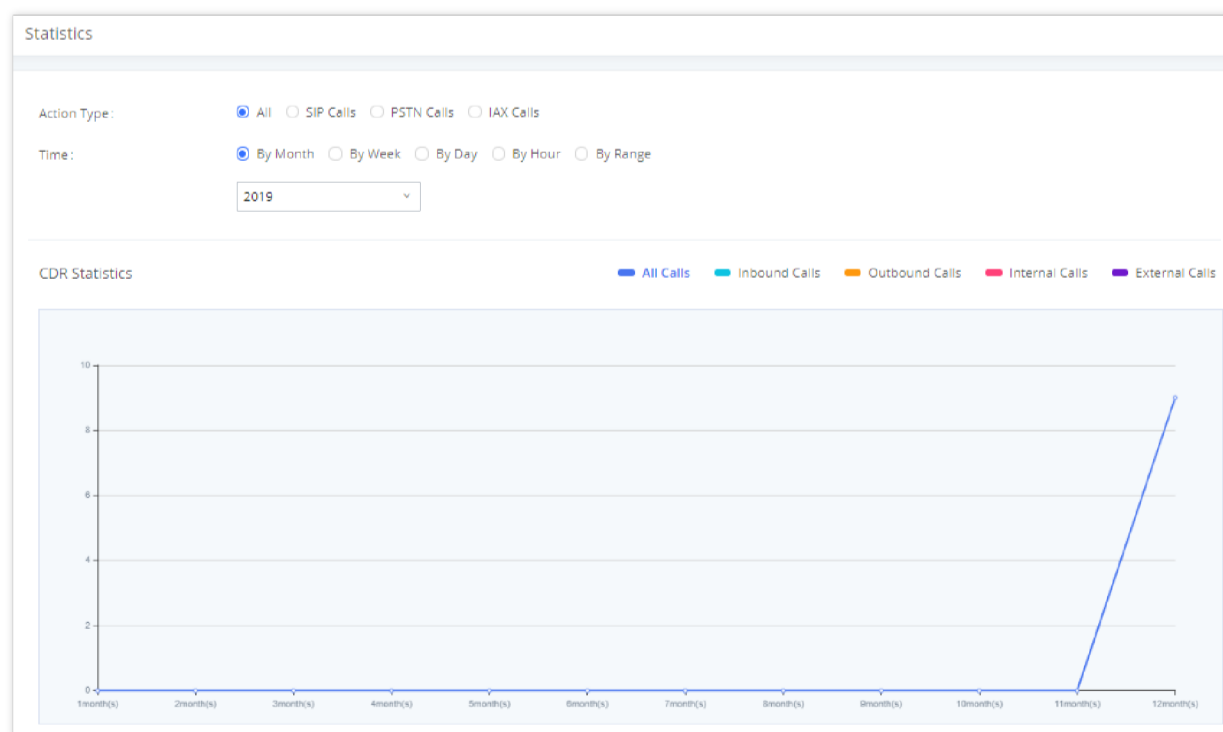 Statistics
Action Type: All SIP Calls PSTN Calls IAX Calls
Time: By Month By Week By Day By Hour By Range
2019
CDR Statistics All Calls Inbound Calls Outbound Calls Internal Calls External Calls
10
8
6
4
2
0
1month(s) 2month(s) 3month(s) 4month(s) 5month(s) 6month(s) 7month(s) 8month(s) 9month(s) 10month(s) 11month(s) 12month(s)